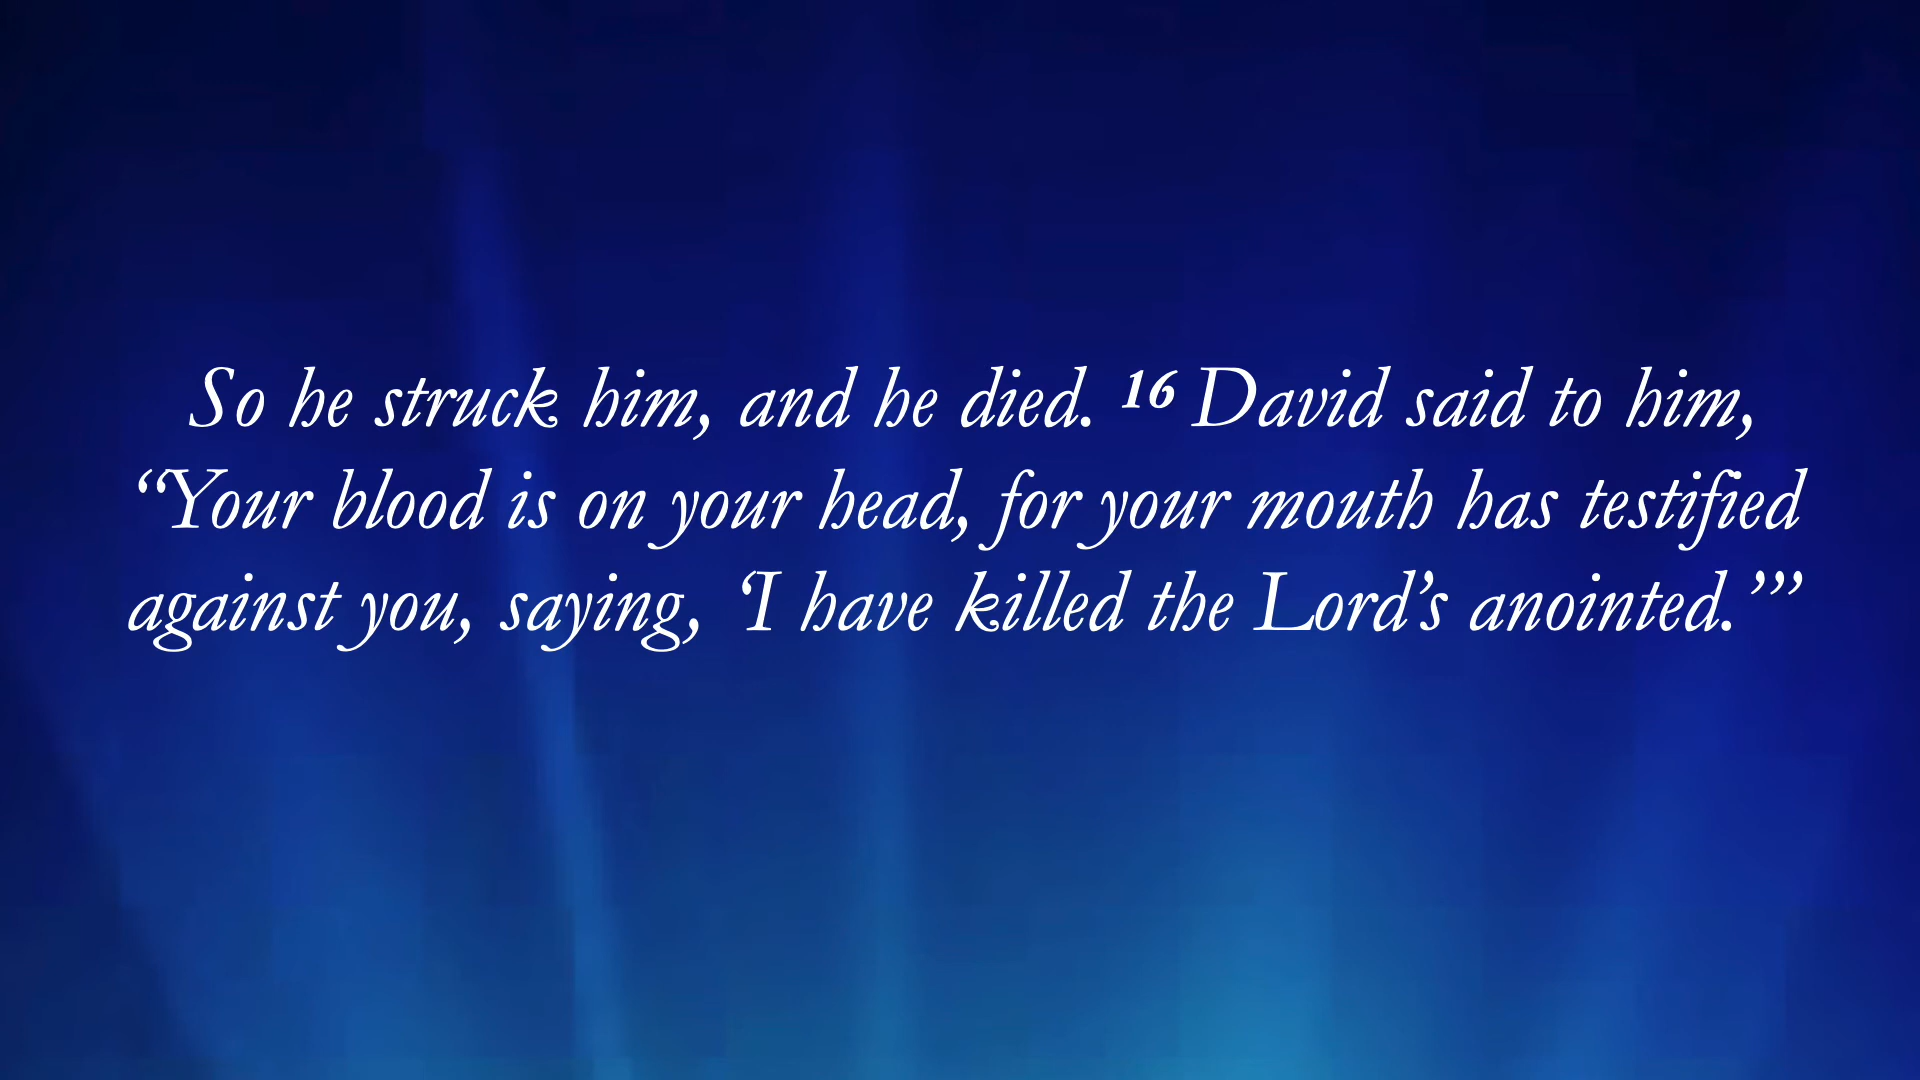 So he struck him, and he died. ¹⁶ David said to him,
“Your blood is on your head, for your mouth has testified
against you, saying, ‘I have killed the Lord’s anointed.’”